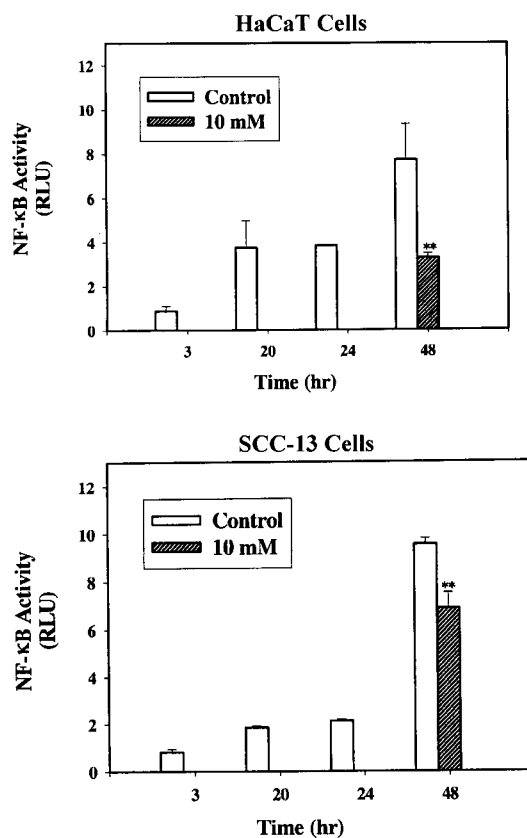 HaCaT Cells
12
10
8
6
4
2
0
NF-κB Activity
(RLU)
Control
10 mM
**
3 20 24 48
Time (hr)
SCC-13 Cells
12
10
8
6
4
2
0
NF-κB Activity
(RLU)
Control
10 mM
**
3 20 24 48
Time (hr)